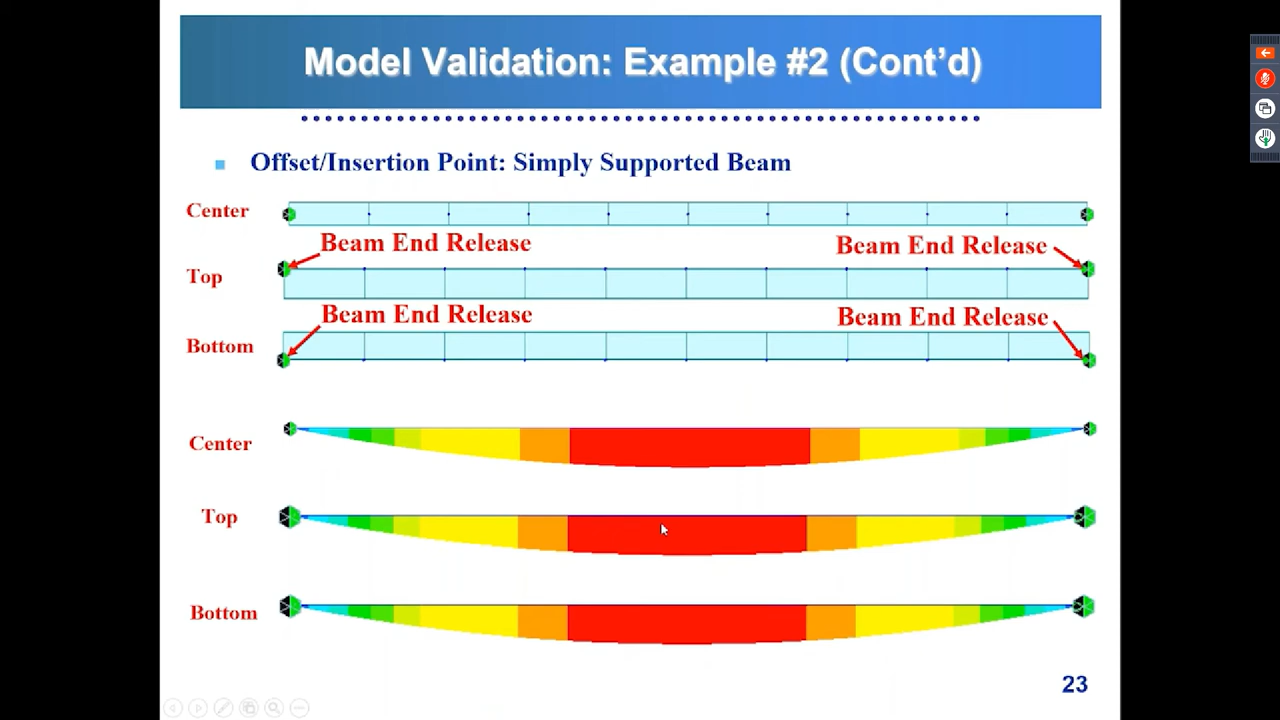 Model Validation: Example #2 (Cont’d)
Offset/Insertion Point: Simply Supported Beam
Center
Beam End Release
Beam End Release
Top
Beam End Release
Beam End Release
Bottom
Center
Top
Bottom
23